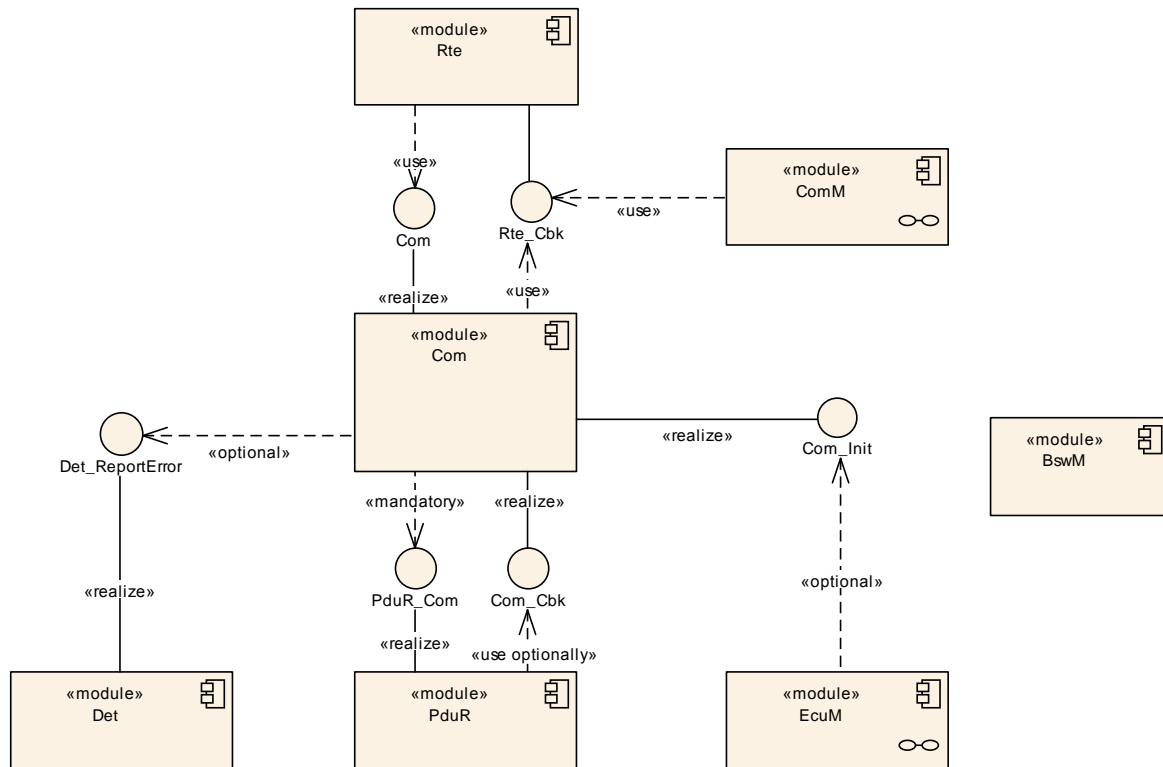 «module»
Rte
«use»
Com
Rte_Cbk
«use»
«module»
ComM
«realize»
«use»
«module»
Com
«realize»
Com_Init
«module»
BswM
Det_ReportError
«optional»
«mandatory»
«realize»
«realize»
PduR_Com
Com_Cbk
«optional»
«realize»
«use optionally»
«module»
Det
«module»
PduR
«module»
EcuM